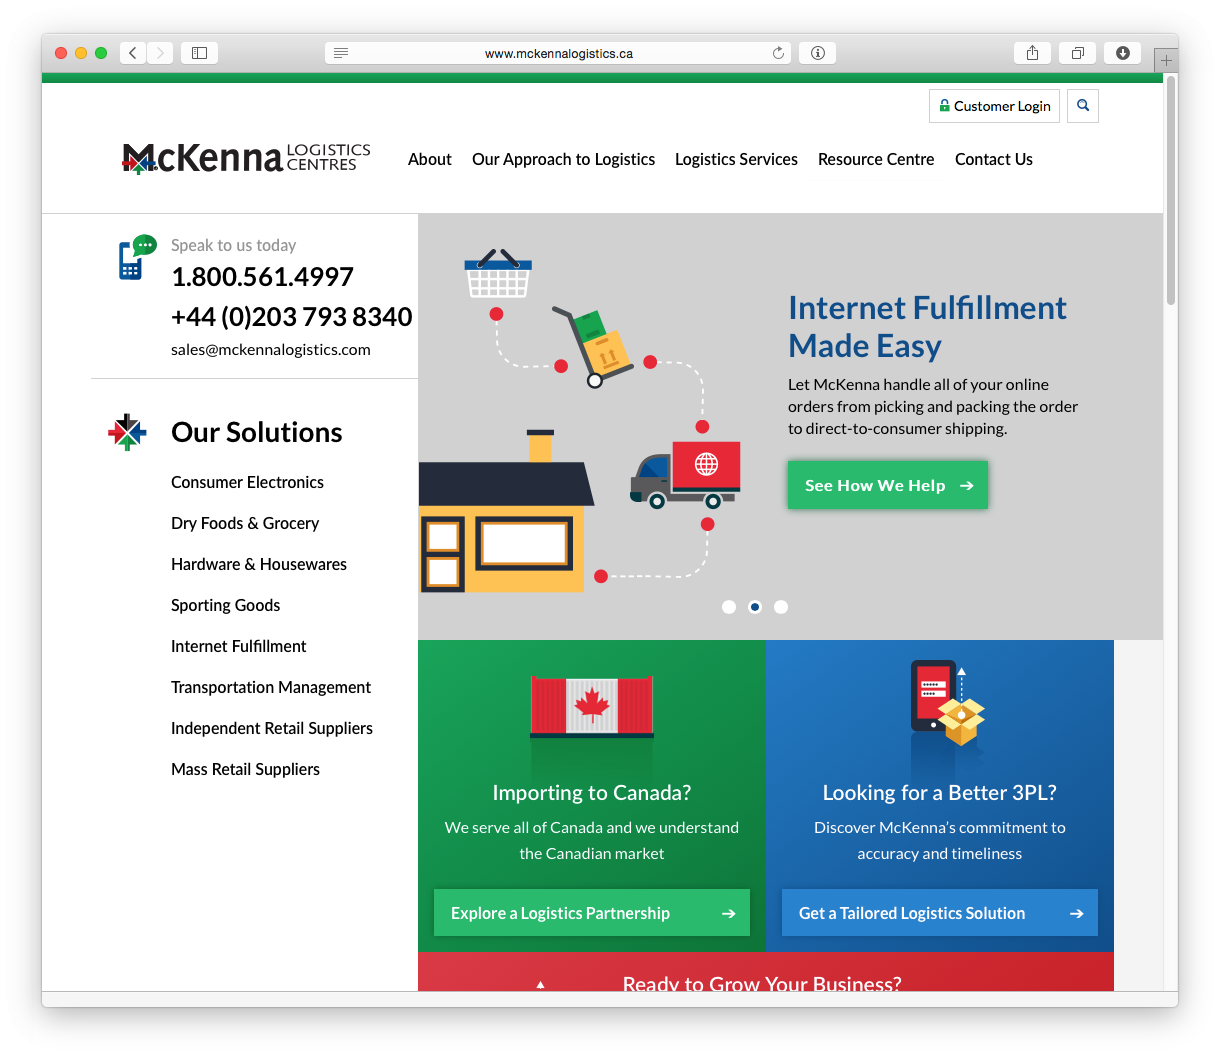 www.mckennalogistics.ca
Customer Login
McKenna LOGISTICS CENTRES
About
Our Approach to Logistics
Logistics Services
Resource Centre
Contact Us
Speak to us today
1.800.561.4997
+44 (0)203 793 8340
sales@mckennalogistics.com
Our Solutions
Consumer Electronics
Dry Foods & Grocery
Hardware & Housewares
Sporting Goods
Internet Fulfillment
Transportation Management
Independent Retail Suppliers
Mass Retail Suppliers
Internet Fulfillment
Made Easy
Let McKenna handle all of your online
orders from picking and packing the order
to direct-to-consumer shipping.
See How We Help
Importing to Canada?
We serve all of Canada and we understand
the Canadian market
Explore a Logistics Partnership
Looking for a Better 3PL?
Discover McKenna’s commitment to
accuracy and timeliness
Get a Tailored Logistics Solution
Ready to Grow Your Business?